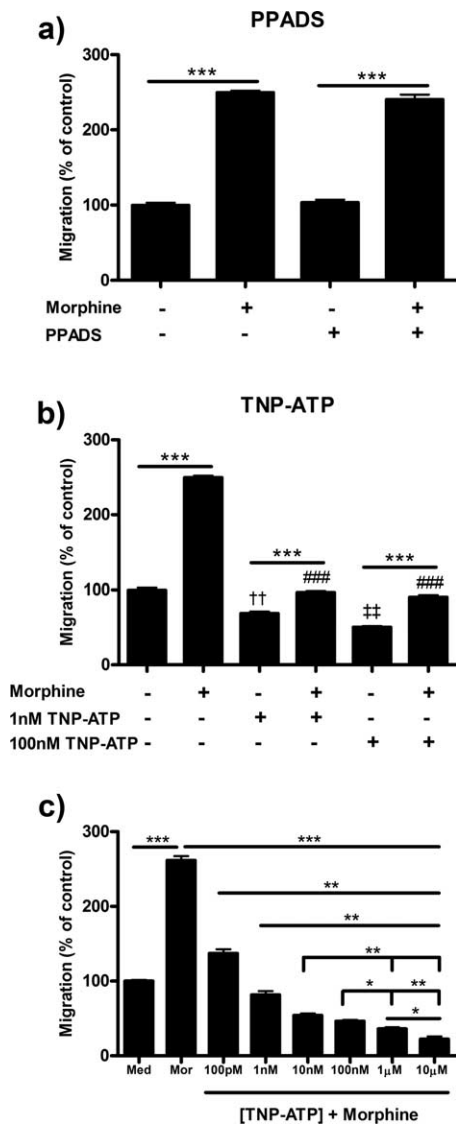 a)
PPADS
Migration (% of control)
300
200
100
0
***
***
Morphine - + - +
PPADS - - + +
b)
TNP-ATP
Migration (% of control)
300
200
100
0
***
***
***
††
###
‡‡
###
Morphine - + - + - +
1nM TNP-ATP - - + + - -
100nM TNP-ATP - - - - + +
c)
Migration (% of control)
300
200
100
0
***
***
**
**
**
*
**
*
Med Mor 100pM 1nM 10nM 100nM 1µM 10µM
[TNP-ATP] + Morphine